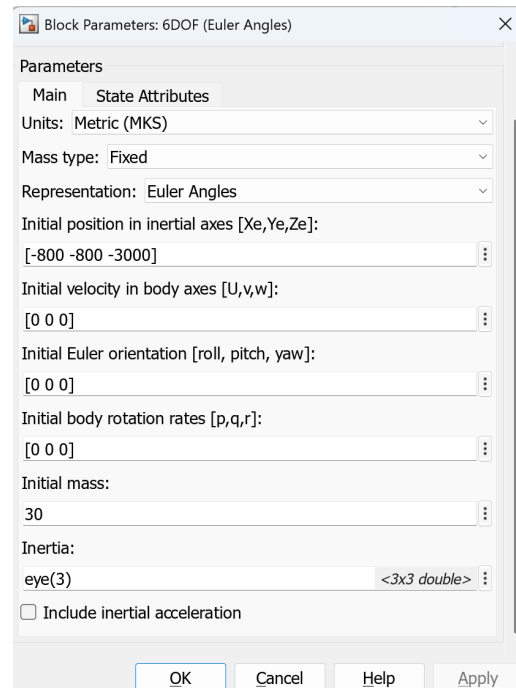 Block Parameters: 6DOF (Euler Angles)
Parameters
Main State Attributes
Units: Metric (MKS)
Mass type: Fixed
Representation: Euler Angles
Initial position in inertial axes [Xe,Ye,Ze]:
[-800 -800 -3000]
Initial velocity in body axes [U,v,w]:
[0 0 0]
Initial Euler orientation [roll, pitch, yaw]:
[0 0 0]
Initial body rotation rates [p,q,r]:
[0 0 0]
Initial mass:
30
Inertia:
eye(3) <3x3 double>
Include inertial acceleration
OK Cancel Help Apply